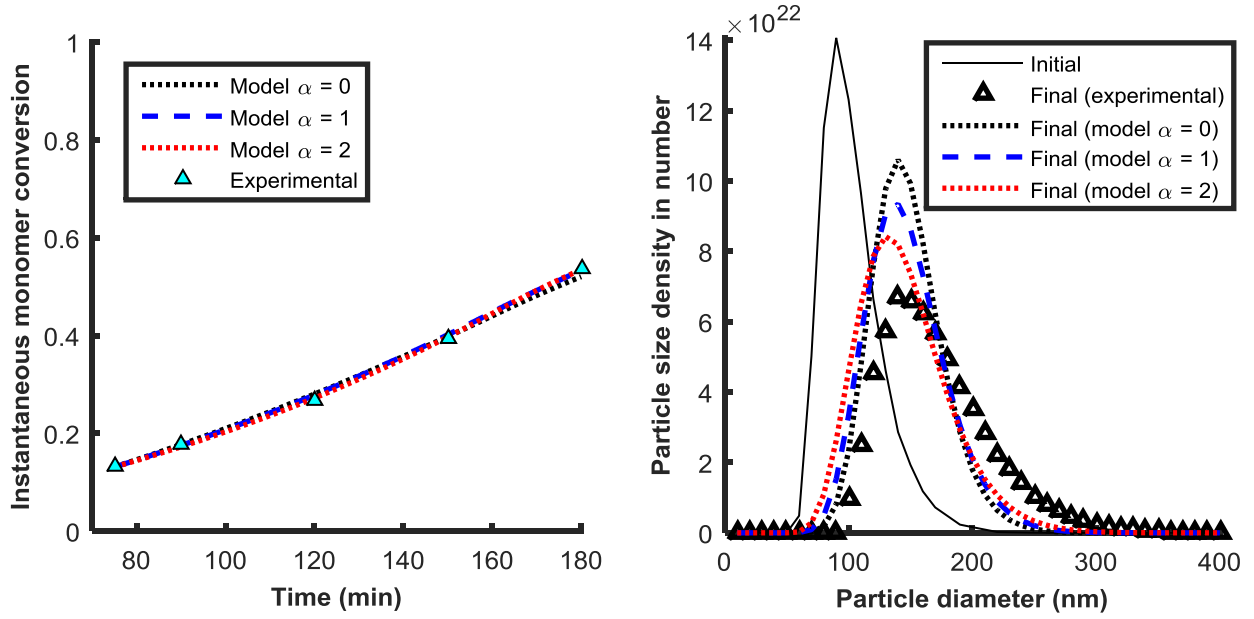 Instantaneous monomer conversion
1
0.8
0.6
0.4
0.2
0
80
100
120
140
160
180
Time (min)
Model α = 0
Model α = 1
Model α = 2
Experimental
Particle size density in number
×10²²
14
12
10
8
6
4
2
0
0
100
200
300
400
Particle diameter (nm)
Initial
Final (experimental)
Final (model α = 0)
Final (model α = 1)
Final (model α = 2)